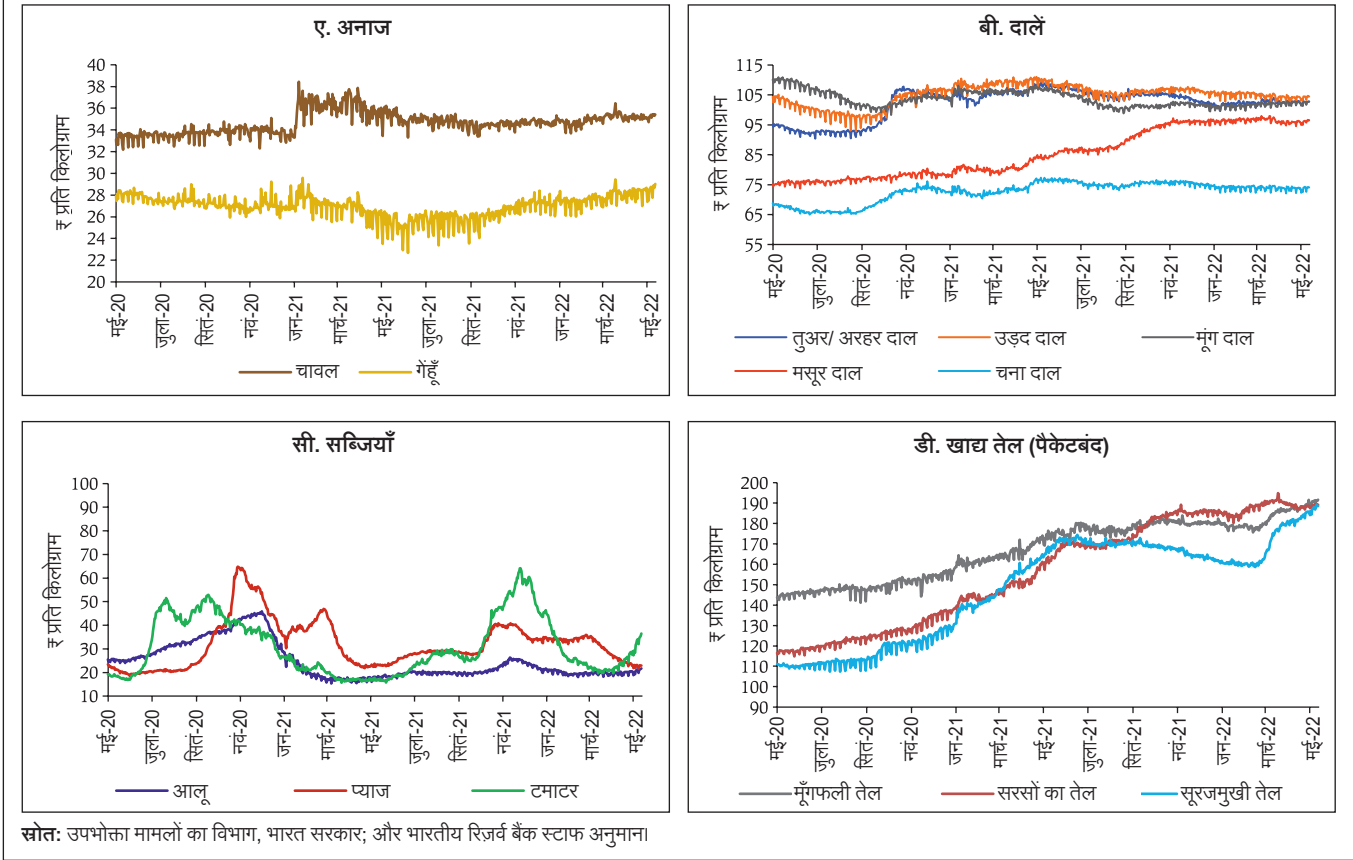 ए. अनाज
₹ प्रति किलोग्राम
40
38
36
34
32
30
28
26
24
22
20
मई-20
जुला-20
सितं-20
नवं-20
जन-21
मार्च-21
मई-21
जुला-21
सितं-21
नवं-21
जन-22
मार्च-22
मई-22
चावल गेंहूँ
बी. दालें
₹ प्रति किलोग्राम
115
105
95
85
75
65
55
मई-20
जुला-20
सितं-20
नवं-20
जन-21
मार्च-21
मई-21
जुला-21
सितं-21
नवं-21
जन-22
मार्च-22
मई-22
तुअर/ अरहर दाल उड़द दाल मूंग दाल
मसूर दाल चना दाल
सी. सब्जियाँ
₹ प्रति किलोग्राम
100
90
80
70
60
50
40
30
20
10
मई-20
जुला-20
सितं-20
नवं-20
जन-21
मार्च-21
मई-21
जुला-21
सितं-21
नवं-21
जन-22
मार्च-22
मई-22
आलू प्याज टमाटर
डी. खाद्य तेल (पैकेटबंद)
₹ प्रति किलोग्राम
200
190
180
170
160
150
140
130
120
110
100
90
मई-20
जुला-20
सितं-20
नवं-20
जन-21
मार्च-21
मई-21
जुला-21
सितं-21
नवं-21
जन-22
मार्च-22
मई-22
मूँगफली तेल सरसों का तेल सूरजमुखी तेल
स्रोत: उपभोक्ता मामलों का विभाग, भारत सरकार; और भारतीय रिज़र्व बैंक स्टाफ अनुमान।